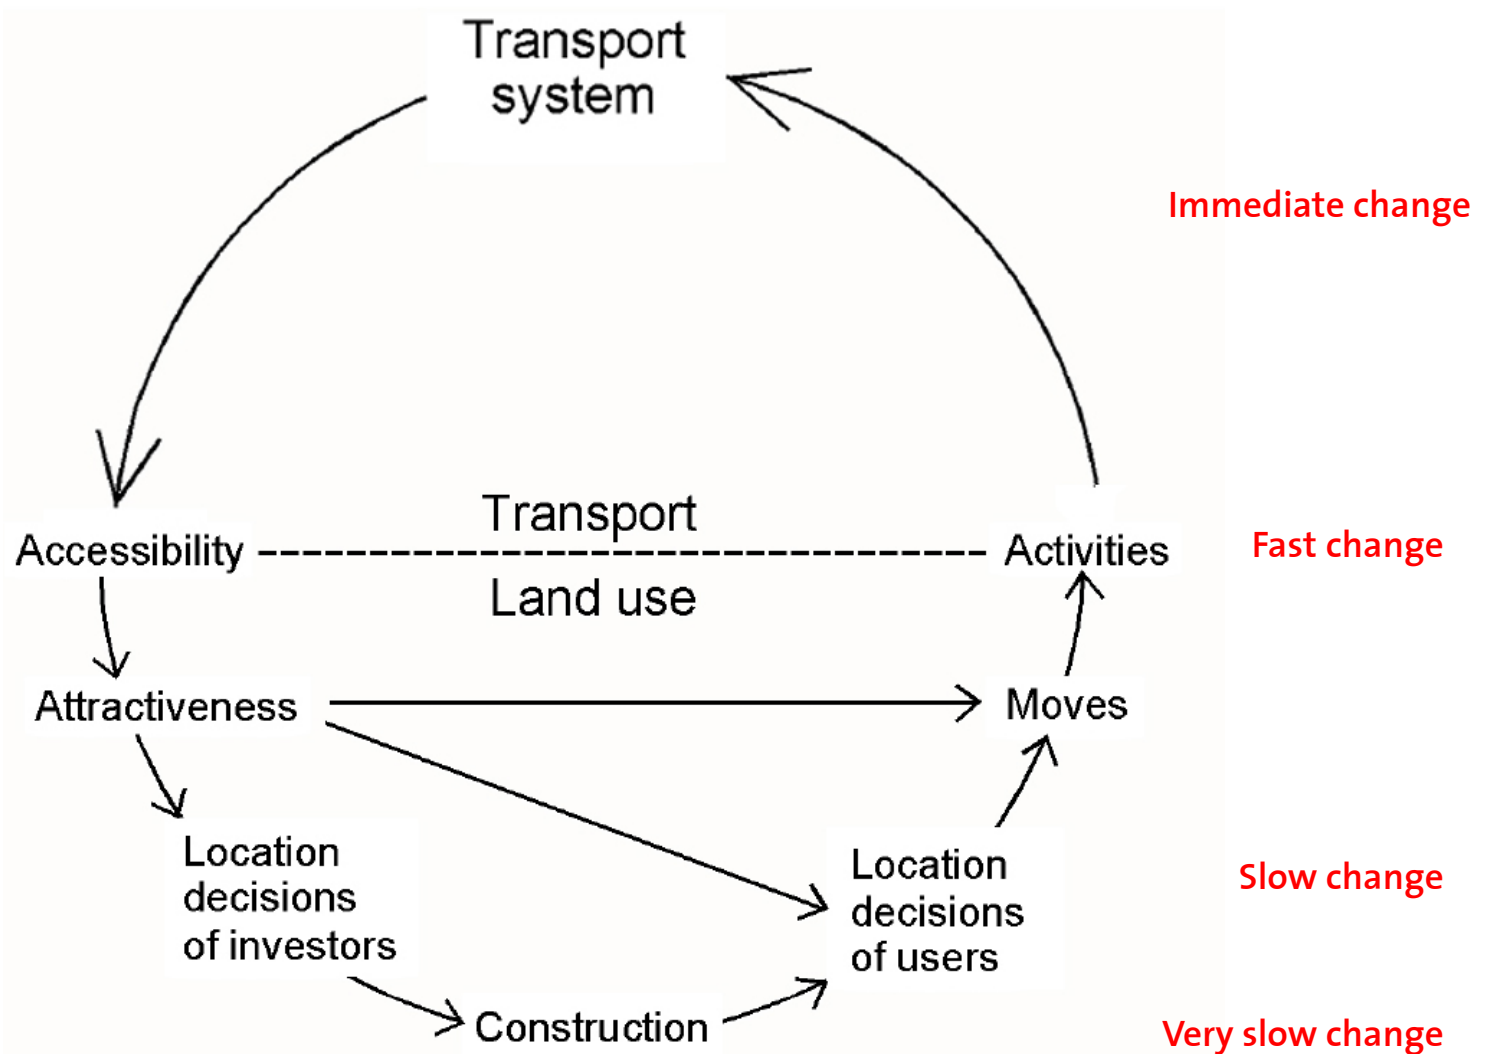 Transport
system
Immediate change
Transport
Accessibility
Activities
Fast change
Land use
Attractiveness
Moves
Location
decisions
of investors
Location
decisions
of users
Slow change
Construction
Very slow change